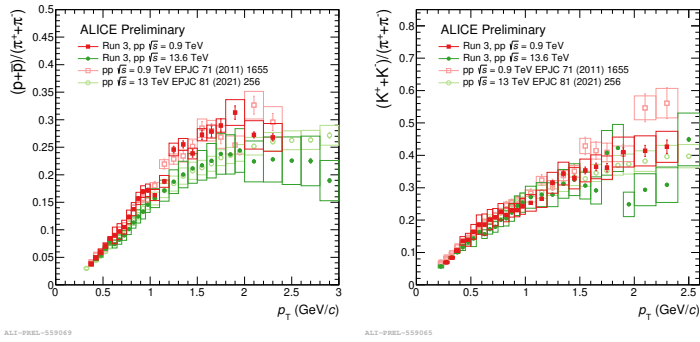 ALICE Preliminary
Run 3, pp √s = 0.9 TeV
Run 3, pp √s = 13.6 TeV
pp √s = 0.9 TeV EPJC 71 (2011) 1655
pp √s = 13 TeV EPJC 81 (2021) 256
(p+p̅)/(π⁺+π⁻)
0.5
0.45
0.4
0.35
0.3
0.25
0.2
0.15
0.1
0.05
0
0 0.5 1 1.5 2 2.5 3
p_T (GeV/c)
ALI-PREL-559069
ALICE Preliminary
Run 3, pp √s = 0.9 TeV
Run 3, pp √s = 13.6 TeV
pp √s = 0.9 TeV EPJC 71 (2011) 1655
pp √s = 13 TeV EPJC 81 (2021) 256
(K⁺+K⁻)/(π⁺+π⁻)
0.8
0.7
0.6
0.5
0.4
0.3
0.2
0.1
0
0 0.5 1 1.5 2 2.5
p_T (GeV/c)
ALI-PREL-559065